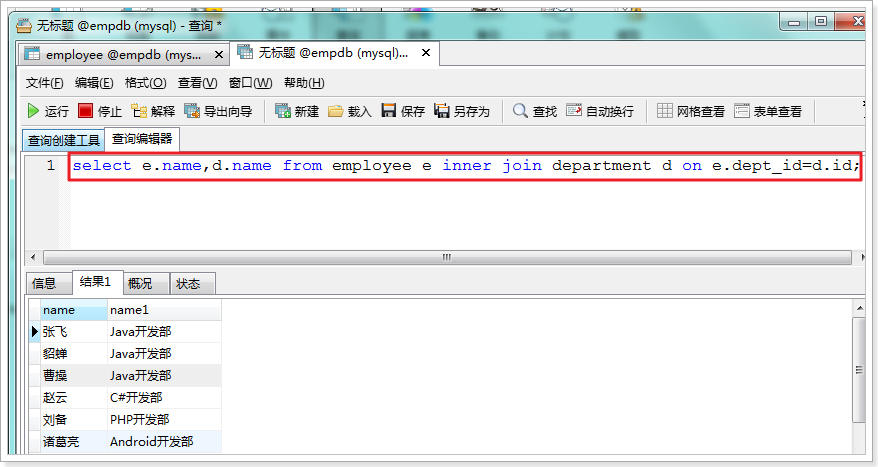 无标题 @empdb (mysql) - 查询 *
employee @empdb (mys...
无标题 @empdb (mysql)...
文件(F) 编辑(E) 格式(O) 查看(V) 窗口(W) 帮助(H)
运行 停止 解释 导出向导 新建 载入 保存 另存为 查找 自动换行 网格查看 表单查看
查询创建工具 查询编辑器
1 select e.name,d.name from employee e inner join department d on e.dept_id=d.id;
信息 结果1 概况 状态
name name1
张飞 Java开发部
貂蝉 Java开发部
曹操 Java开发部
赵云 C#开发部
刘备 PHP开发部
诸葛亮 Android开发部